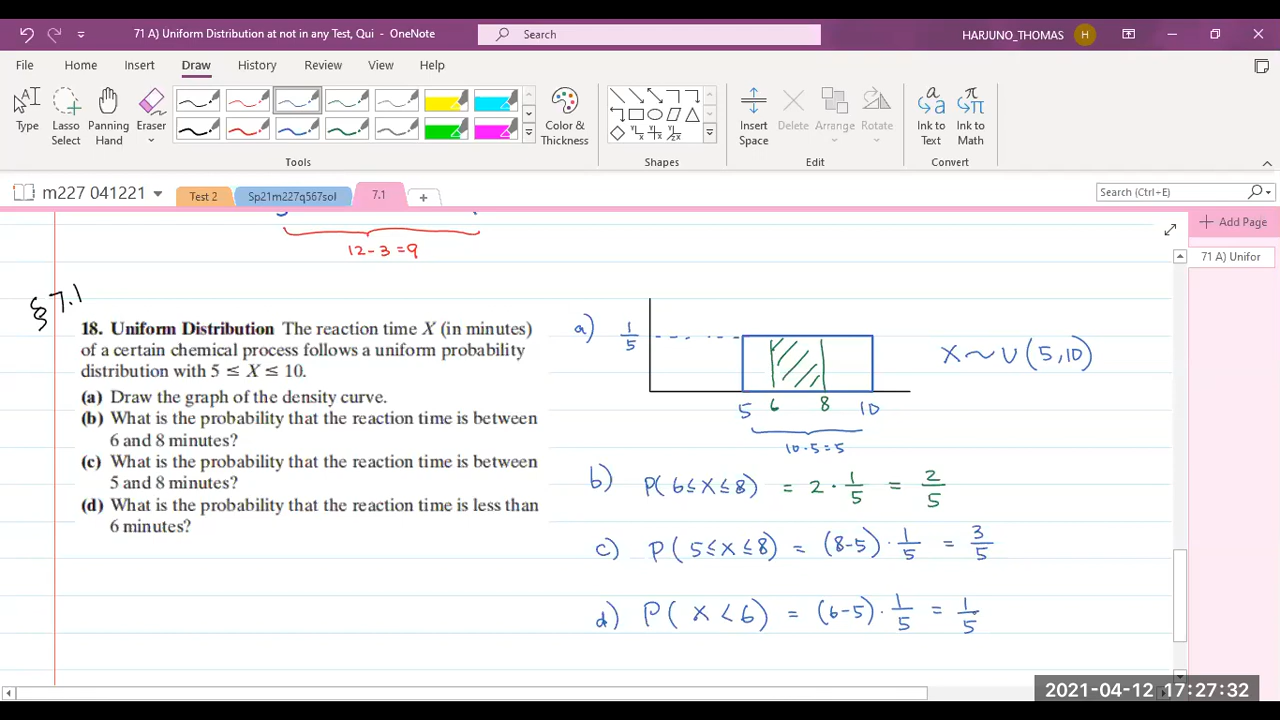 71 A) Uniform Distribution at not in any Test, Qui - OneNote
Search
HARJUNO_THOMAS
H
File Home Insert Draw History Review View Help
Type
Lasso Select
Panning Hand
Eraser
Color & Thickness
Insert Space
Delete
Arrange
Rotate
Ink to Text
Ink to Math
Tools
Shapes
Edit
Convert
m227 041221
Test 2
Sp21m227q567sol
7.1
Search (Ctrl+E)
Add Page
71 A) Unifor
12-3=9
§7.1
18. Uniform Distribution The reaction time X (in minutes)
of a certain chemical process follows a uniform probability
distribution with 5 ≤ X ≤ 10.
(a) Draw the graph of the density curve.
(b) What is the probability that the reaction time is between
6 and 8 minutes?
(c) What is the probability that the reaction time is between
5 and 8 minutes?
(d) What is the probability that the reaction time is less than
6 minutes?
a) 1/5
X ~ U(5,10)
5 6 8 10
10-5=5
b) P(6≤X≤8) = 2 · 1/5 = 2/5
c) P(5≤X≤8) = (8-5) · 1/5 = 3/5
d) P(X<6) = (6-5) · 1/5 = 1/5
2021-04-12 17:27:32